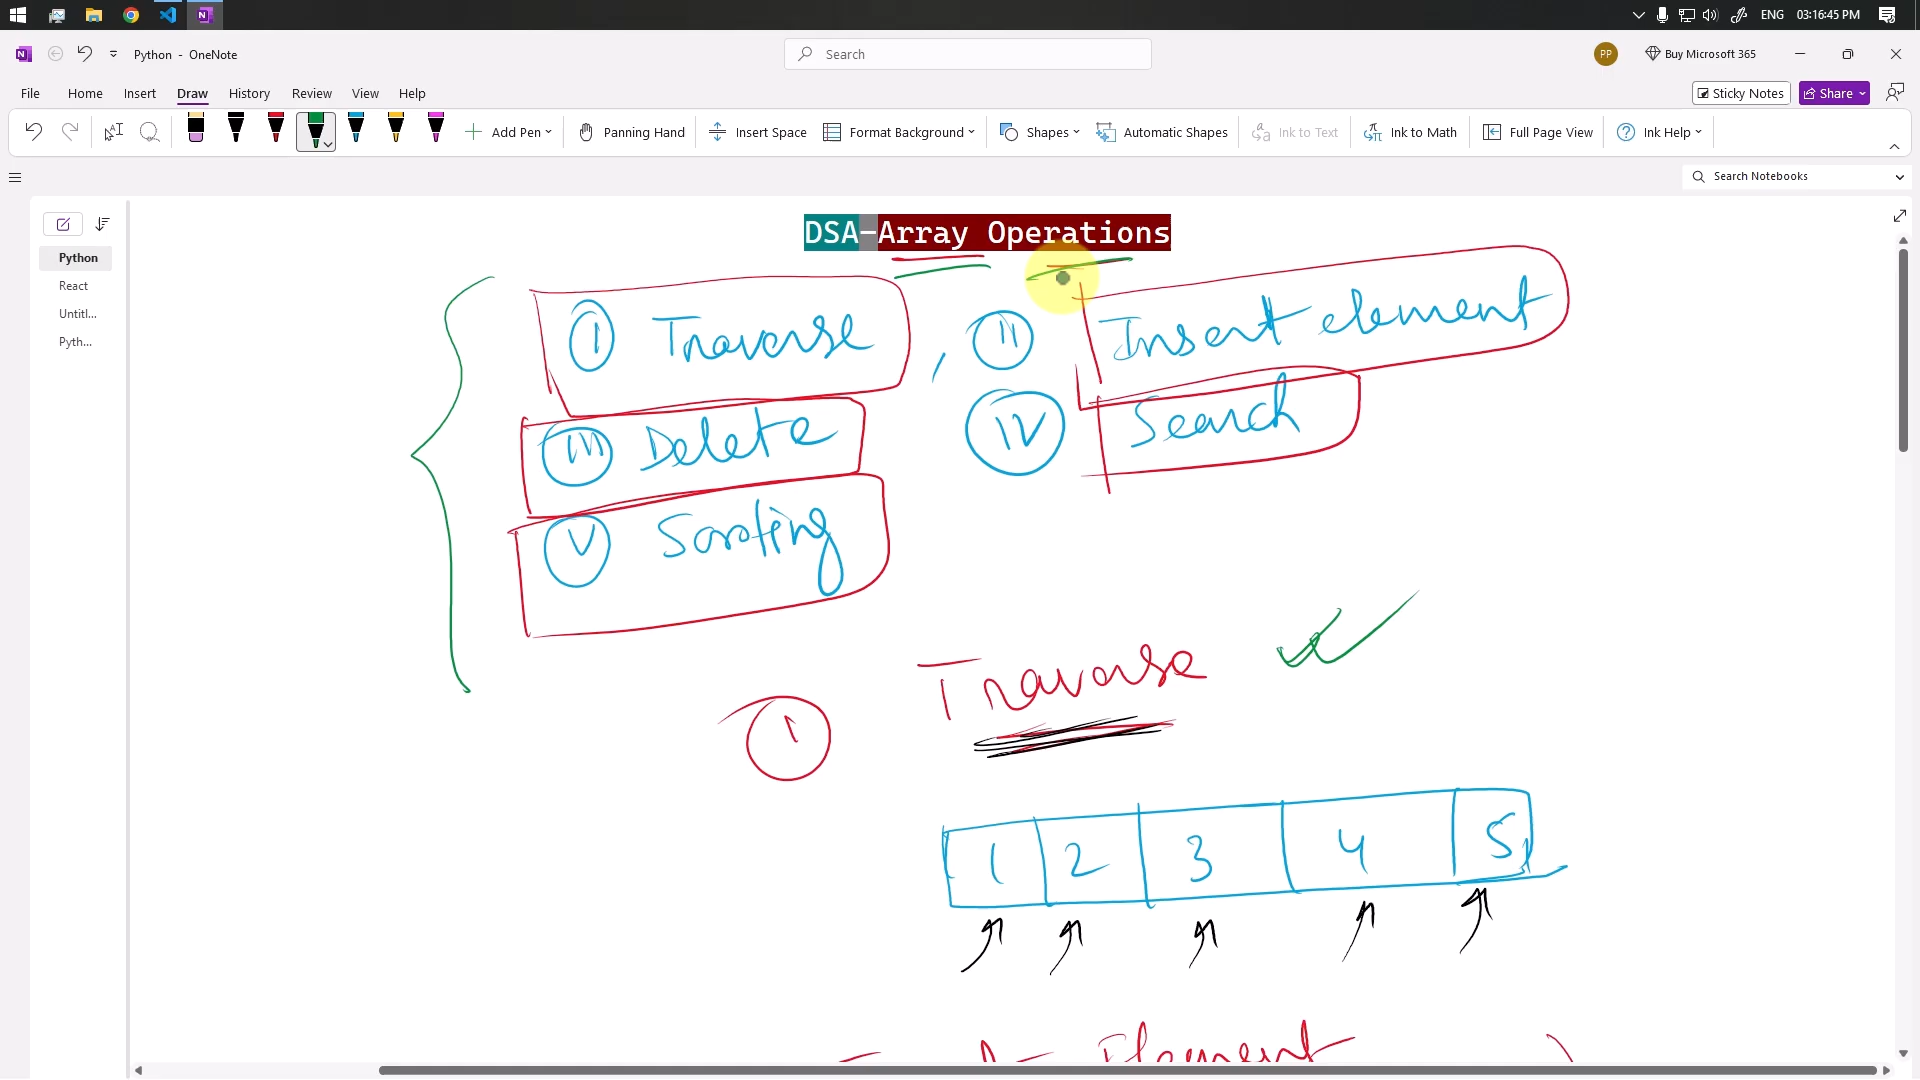 ENG 03:16:45 PM
Python - OneNote
Search
PP
Buy Microsoft 365
File Home Insert Draw History Review View Help
Sticky Notes
Share
Add Pen
Panning Hand
Insert Space
Format Background
Shapes
Automatic Shapes
Ink to Text
Ink to Math
Full Page View
Ink Help
Search Notebooks
Python
React
Untitl...
Pyth...
DSA-Array Operations
I Traverse , II Insert element
III Delete IV Search
V Sorting
1 Traverse
1 2 3 4 5
Element